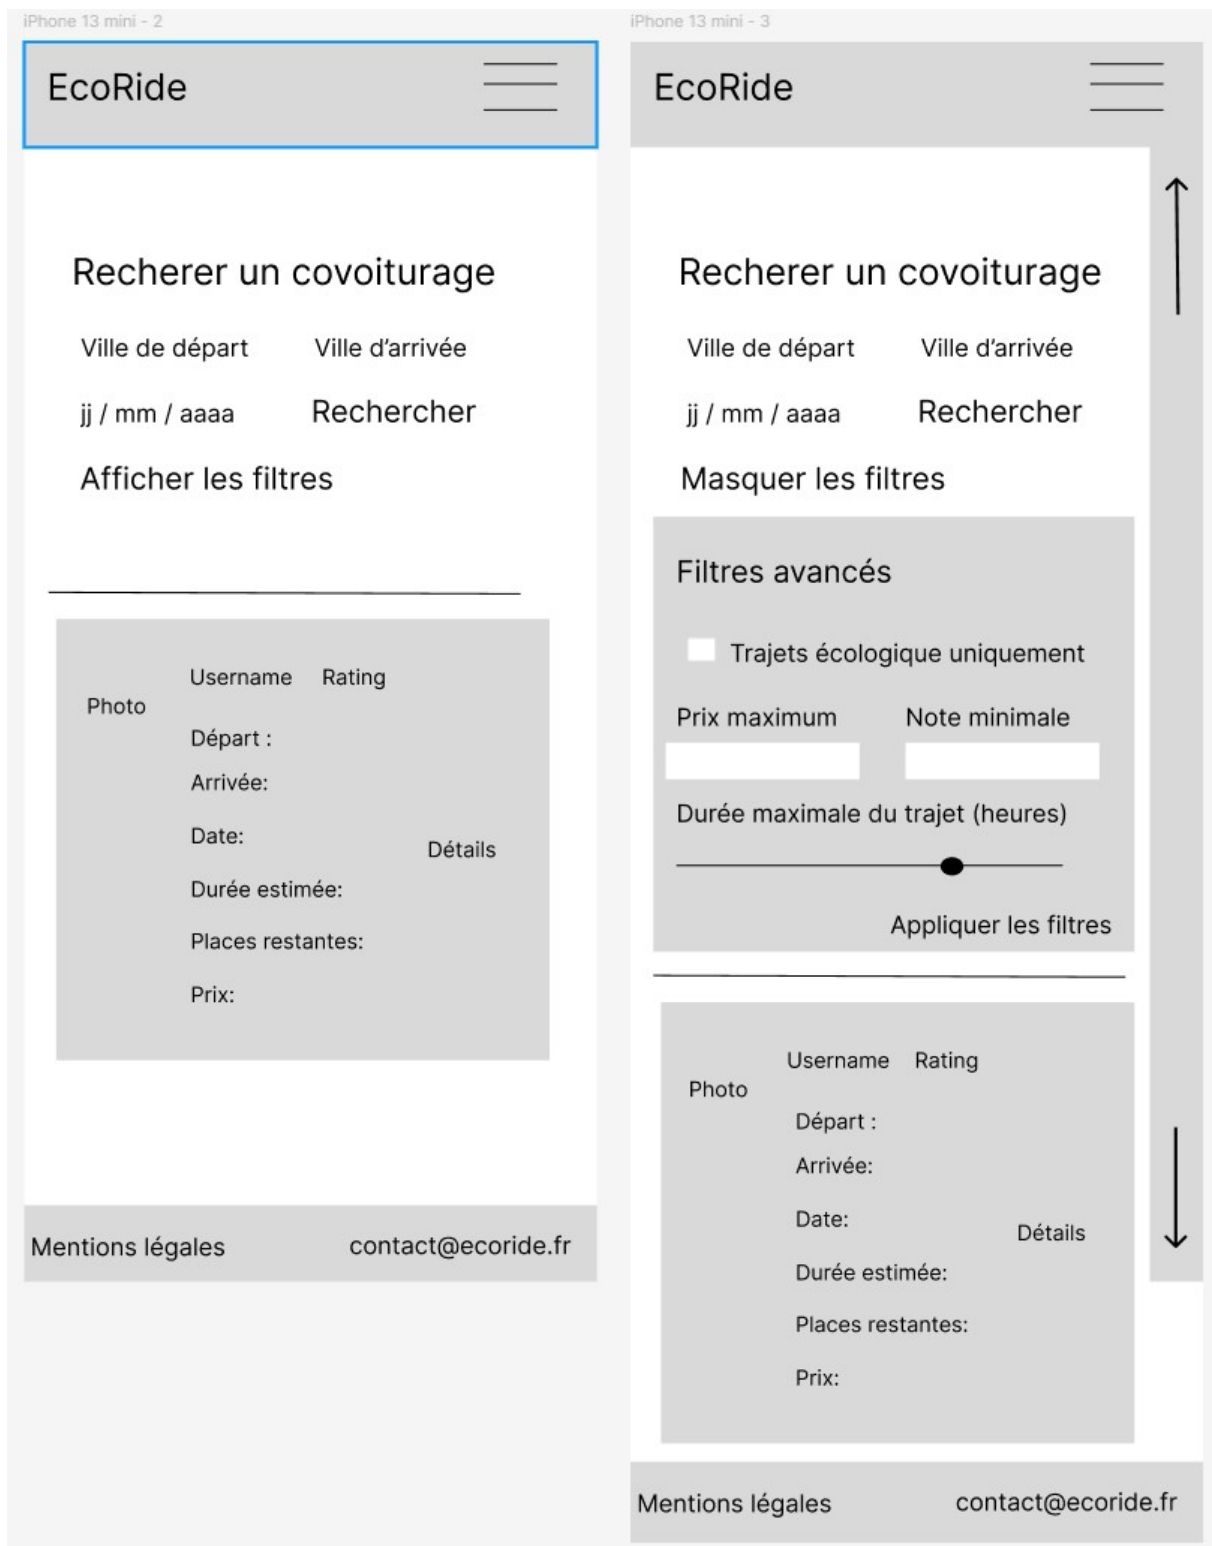 iPhone 13 mini - 2
EcoRide
Recherer un covoiturage
Ville de départ Ville d'arrivée
jj / mm / aaaa Rechercher
Afficher les filtres
Username Rating
Photo
Départ :
Arrivée:
Date:
Détails
Durée estimée:
Places restantes:
Prix:
Mentions légales contact@ecoride.fr
iPhone 13 mini - 3
EcoRide
Recherer un covoiturage
Ville de départ Ville d'arrivée
jj / mm / aaaa Rechercher
Masquer les filtres
Filtres avancés
Trajets écologique uniquement
Prix maximum Note minimale
Durée maximale du trajet (heures)
Appliquer les filtres
Username Rating
Photo
Départ :
Arrivée:
Date:
Détails
Durée estimée:
Places restantes:
Prix:
Mentions légales contact@ecoride.fr